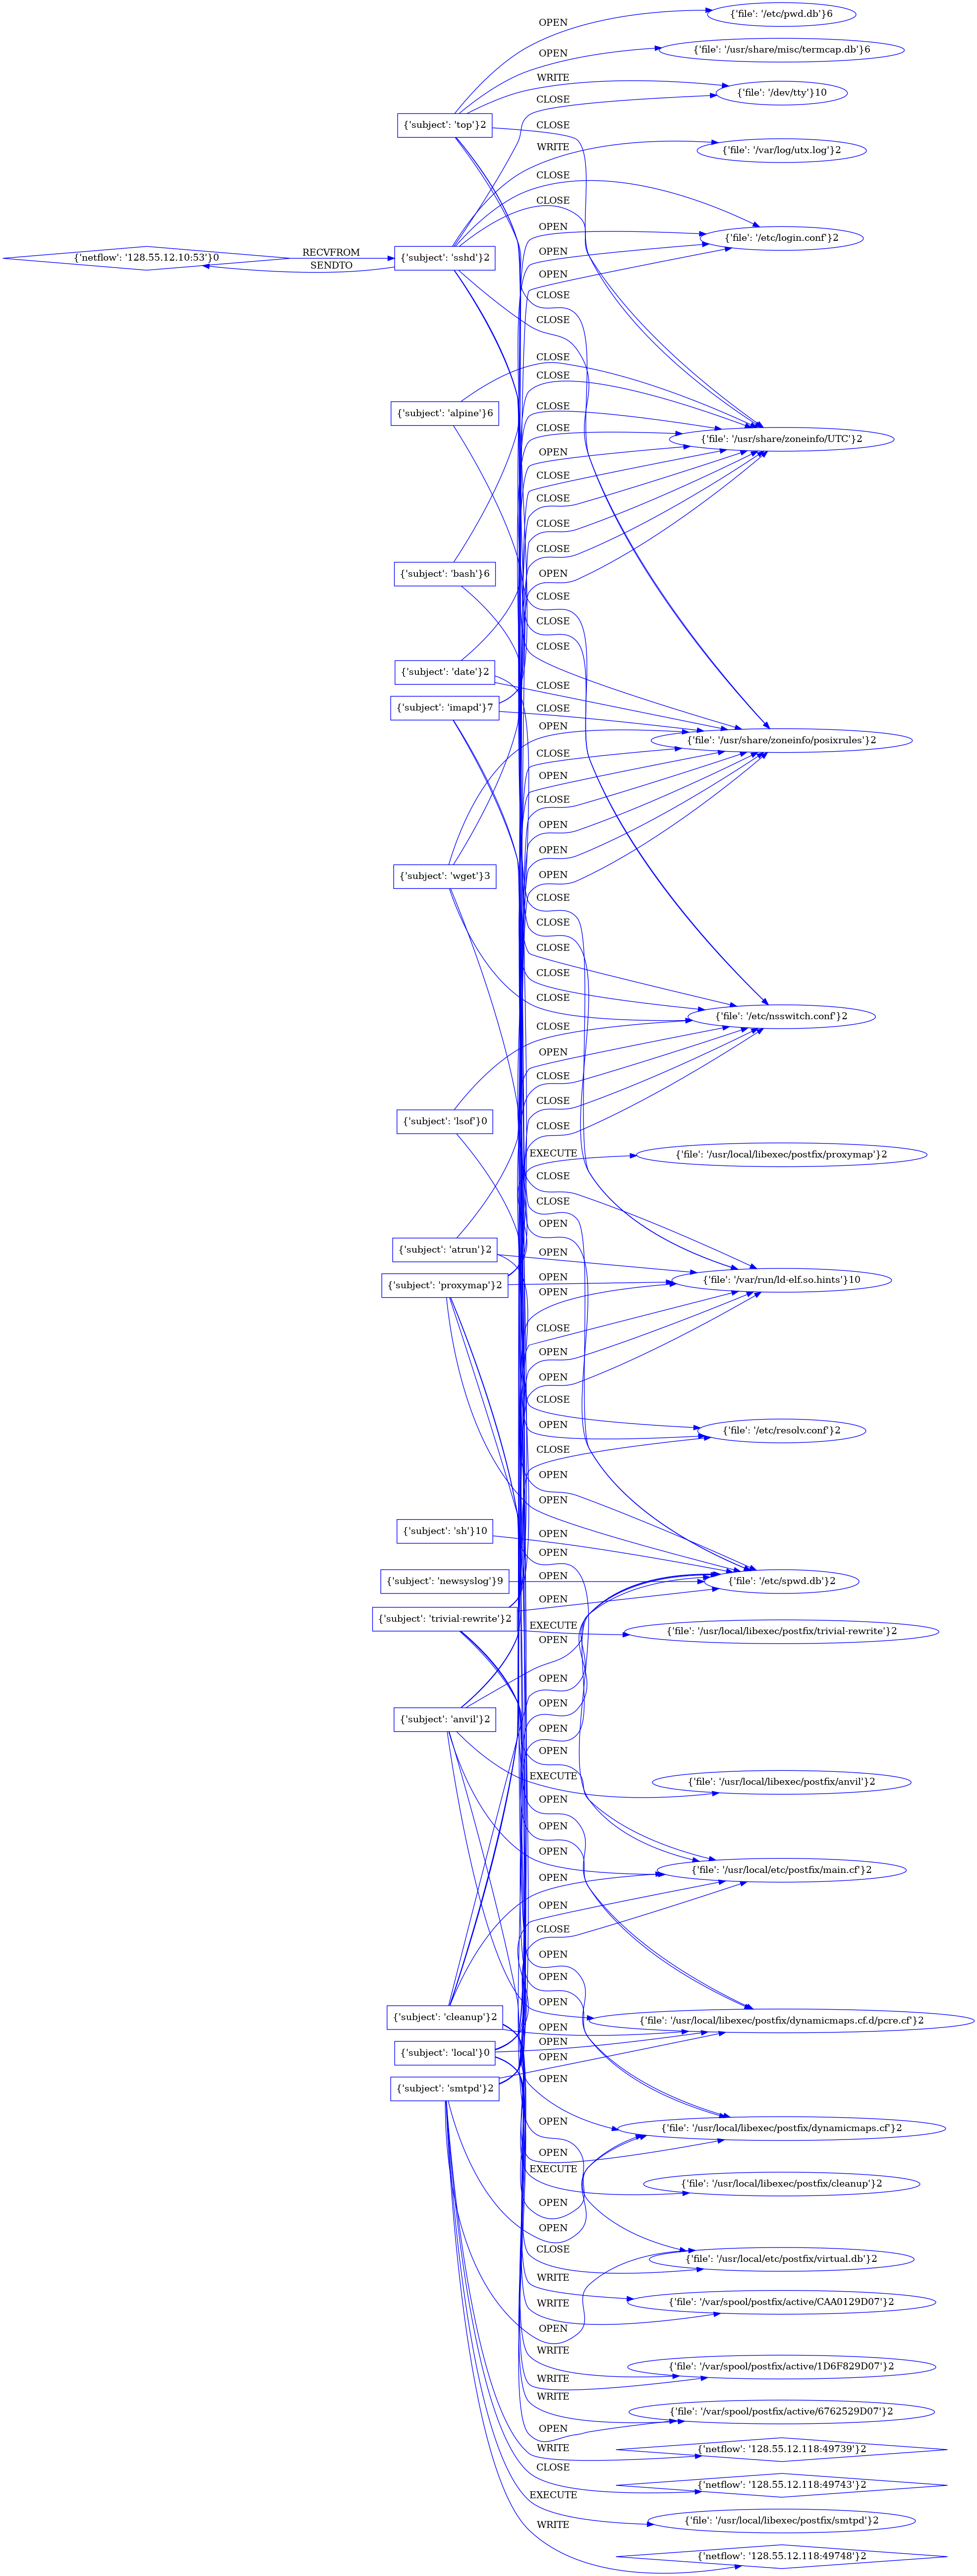 OPEN
{'file': '/etc/pwd.db'}6
OPEN
{'file': '/usr/share/misc/termcap.db'}6
WRITE
{'file': '/dev/tty'}10
CLOSE
{'subject': 'top'}2
CLOSE
WRITE
{'file': '/var/log/utx.log'}2
CLOSE
CLOSE
OPEN
{'file': '/etc/login.conf'}2
OPEN
{'netflow': '128.55.12.10:53'}0
RECVFROM
SENDTO
{'subject': 'sshd'}2
OPEN
CLOSE
CLOSE
CLOSE
CLOSE
{'subject': 'alpine'}6
CLOSE
CLOSE
{'file': '/usr/share/zoneinfo/UTC'}2
OPEN
CLOSE
CLOSE
CLOSE
CLOSE
{'subject': 'bash'}6
OPEN
CLOSE
CLOSE
CLOSE
{'subject': 'date'}2
CLOSE
{'subject': 'imapd'}7
CLOSE
OPEN
{'file': '/usr/share/zoneinfo/posixrules'}2
CLOSE
OPEN
CLOSE
OPEN
OPEN
{'subject': 'wget'}3
OPEN
CLOSE
CLOSE
CLOSE
CLOSE
CLOSE
{'file': '/etc/nsswitch.conf'}2
CLOSE
OPEN
CLOSE
CLOSE
{'subject': 'lsof'}0
CLOSE
EXECUTE
{'file': '/usr/local/libexec/postfix/proxymap'}2
CLOSE
CLOSE
OPEN
{'subject': 'atrun'}2
OPEN
{'subject': 'proxymap'}2
OPEN
{'file': '/var/run/ld-elf.so.hints'}10
OPEN
CLOSE
OPEN
OPEN
CLOSE
OPEN
{'file': '/etc/resolv.conf'}2
CLOSE
OPEN
OPEN
{'subject': 'sh'}10
OPEN
OPEN
{'subject': 'newsyslog'}9
OPEN
{'file': '/etc/spwd.db'}2
OPEN
{'subject': 'trivial-rewrite'}2
EXECUTE
{'file': '/usr/local/libexec/postfix/trivial-rewrite'}2
OPEN
OPEN
OPEN
{'subject': 'anvil'}2
OPEN
OPEN
EXECUTE
{'file': '/usr/local/libexec/postfix/anvil'}2
OPEN
OPEN
OPEN
{'file': '/usr/local/etc/postfix/main.cf'}2
OPEN
OPEN
CLOSE
OPEN
OPEN
OPEN
{'subject': 'cleanup'}2
OPEN
{'file': '/usr/local/libexec/postfix/dynamicmaps.cf.d/pcre.cf'}2
OPEN
{'subject': 'local'}0
OPEN
OPEN
{'subject': 'smtpd'}2
OPEN
{'file': '/usr/local/libexec/postfix/dynamicmaps.cf'}2
OPEN
EXECUTE
{'file': '/usr/local/libexec/postfix/cleanup'}2
OPEN
OPEN
CLOSE
{'file': '/usr/local/etc/postfix/virtual.db'}2
WRITE
{'file': '/var/spool/postfix/active/CAA0129D07'}2
WRITE
OPEN
WRITE
{'file': '/var/spool/postfix/active/1D6F829D07'}2
WRITE
WRITE
{'file': '/var/spool/postfix/active/6762529D07'}2
OPEN
WRITE
{'netflow': '128.55.12.118:49739'}2
CLOSE
{'netflow': '128.55.12.118:49743'}2
EXECUTE
{'file': '/usr/local/libexec/postfix/smtpd'}2
WRITE
{'netflow': '128.55.12.118:49748'}2